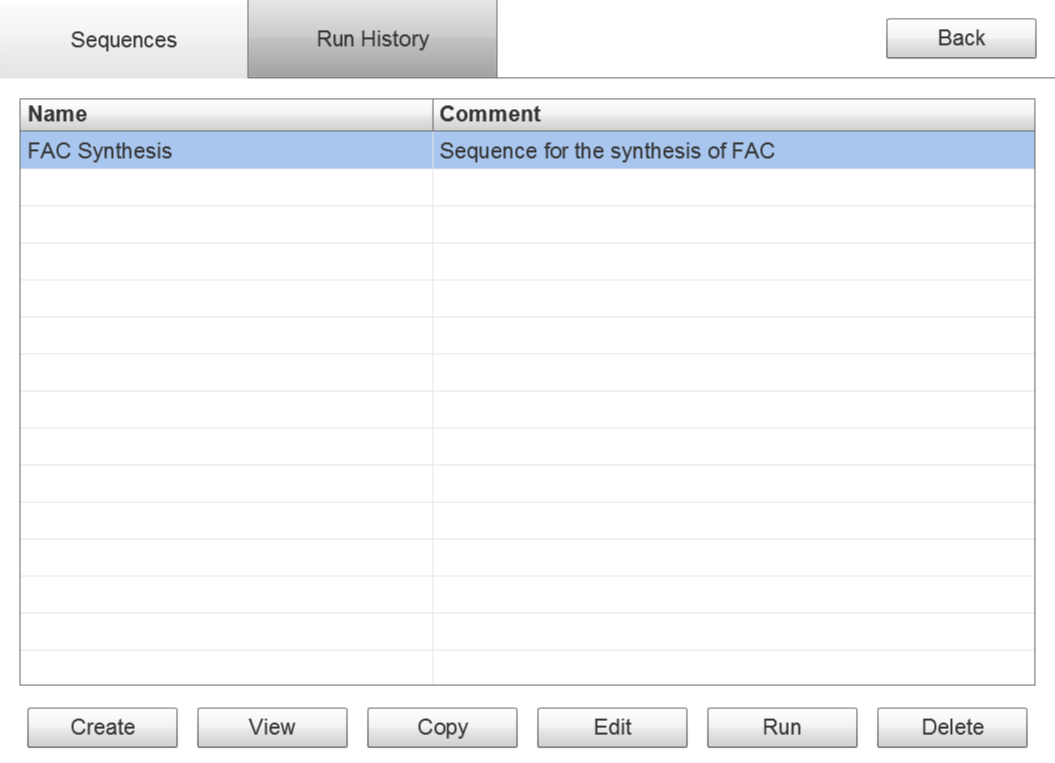 Sequences Run History Back
Name Comment
FAC Synthesis Sequence for the synthesis of FAC
Create View Copy Edit Run Delete